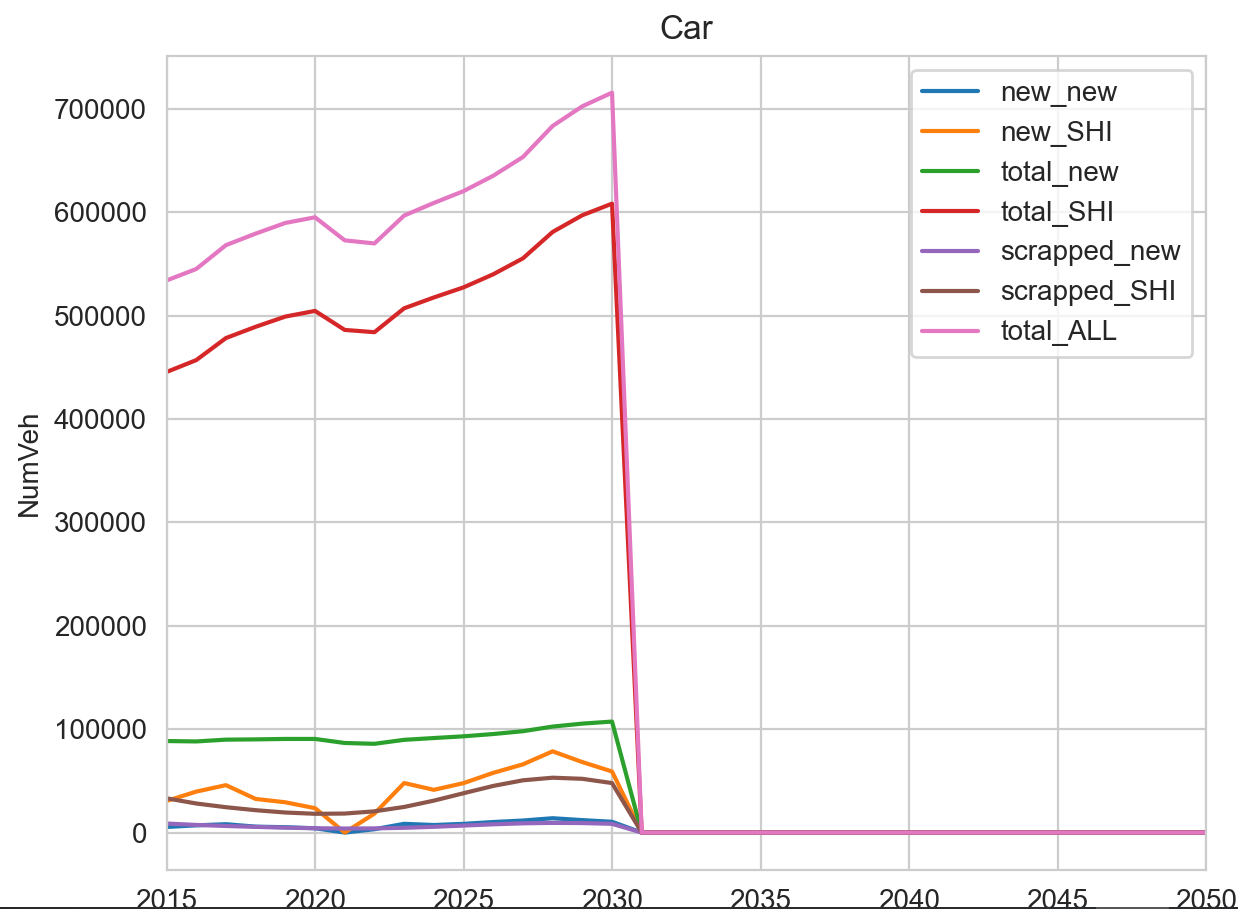 Car
700000
600000
500000
400000
300000
200000
100000
0
NumVeh
new_new
new_SHI
total_new
total_SHI
scrapped_new
scrapped_SHI
total_ALL
2015 2020 2025 2030 2035 2040 2045 2050